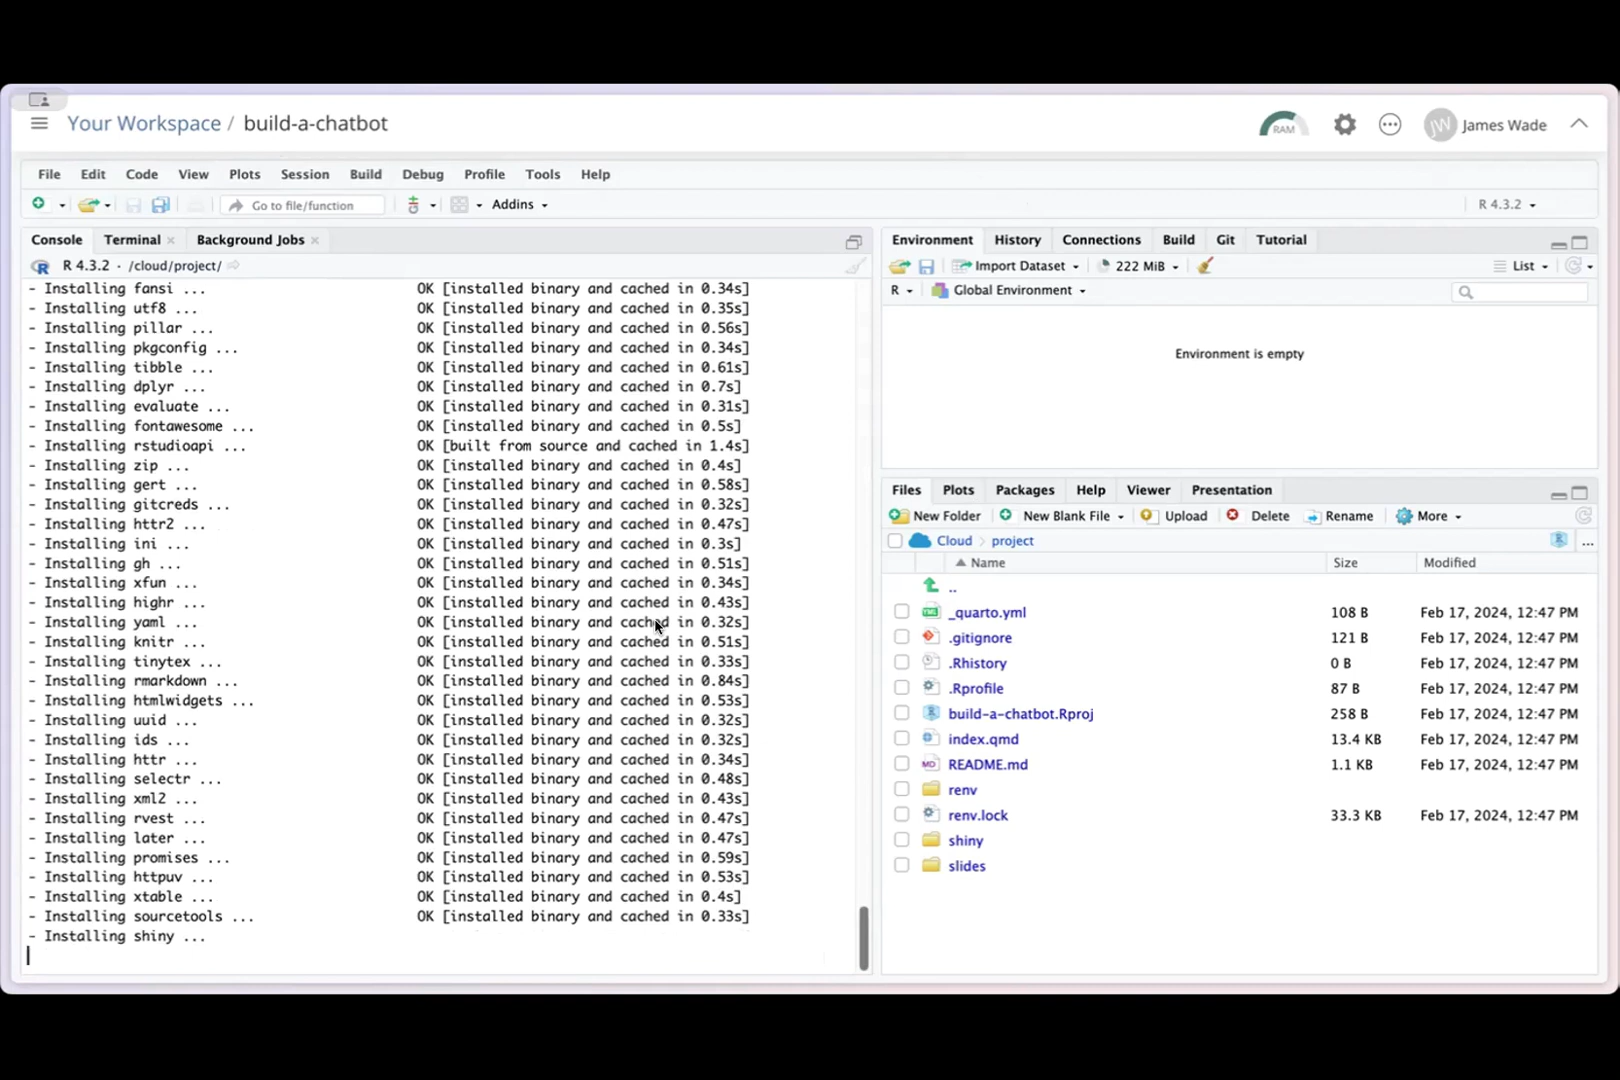 Your Workspace / build-a-chatbot
RAM
JW
James Wade
File Edit Code View Plots Session Build Debug Profile Tools Help
Go to file/function
Addins
R 4.3.2
Console Terminal Background Jobs
R 4.3.2 · /cloud/project/
- Installing fansi ... OK [installed binary and cached in 0.34s]
- Installing utf8 ... OK [installed binary and cached in 0.35s]
- Installing pillar ... OK [installed binary and cached in 0.56s]
- Installing pkgconfig ... OK [installed binary and cached in 0.34s]
- Installing tibble ... OK [installed binary and cached in 0.61s]
- Installing dplyr ... OK [installed binary and cached in 0.7s]
- Installing evaluate ... OK [installed binary and cached in 0.31s]
- Installing fontawesome ... OK [installed binary and cached in 0.5s]
- Installing rstudioapi ... OK [built from source and cached in 1.4s]
- Installing zip ... OK [installed binary and cached in 0.4s]
- Installing gert ... OK [installed binary and cached in 0.58s]
- Installing gitcreds ... OK [installed binary and cached in 0.32s]
- Installing httr2 ... OK [installed binary and cached in 0.47s]
- Installing ini ... OK [installed binary and cached in 0.3s]
- Installing gh ... OK [installed binary and cached in 0.51s]
- Installing xfun ... OK [installed binary and cached in 0.34s]
- Installing highr ... OK [installed binary and cached in 0.43s]
- Installing yaml ... OK [installed binary and cached in 0.32s]
- Installing knitr ... OK [installed binary and cached in 0.51s]
- Installing tinytex ... OK [installed binary and cached in 0.33s]
- Installing rmarkdown ... OK [installed binary and cached in 0.84s]
- Installing htmlwidgets ... OK [installed binary and cached in 0.53s]
- Installing uuid ... OK [installed binary and cached in 0.32s]
- Installing ids ... OK [installed binary and cached in 0.32s]
- Installing httr ... OK [installed binary and cached in 0.34s]
- Installing selectr ... OK [installed binary and cached in 0.48s]
- Installing xml2 ... OK [installed binary and cached in 0.43s]
- Installing rvest ... OK [installed binary and cached in 0.47s]
- Installing later ... OK [installed binary and cached in 0.47s]
- Installing promises ... OK [installed binary and cached in 0.59s]
- Installing httpuv ... OK [installed binary and cached in 0.53s]
- Installing xtable ... OK [installed binary and cached in 0.4s]
- Installing sourcetools ... OK [installed binary and cached in 0.33s]
- Installing shiny ...
Environment History Connections Build Git Tutorial
Import Dataset 222 MiB List
R Global Environment
Environment is empty
Files Plots Packages Help Viewer Presentation
New Folder New Blank File Upload Delete Rename More
Cloud project ...
Name Size Modified
..
_quarto.yml 108 B Feb 17, 2024, 12:47 PM
.gitignore 121 B Feb 17, 2024, 12:47 PM
.Rhistory 0 B Feb 17, 2024, 12:47 PM
.Rprofile 87 B Feb 17, 2024, 12:47 PM
build-a-chatbot.Rproj 258 B Feb 17, 2024, 12:47 PM
index.qmd 13.4 KB Feb 17, 2024, 12:47 PM
README.md 1.1 KB Feb 17, 2024, 12:47 PM
renv
renv.lock 33.3 KB Feb 17, 2024, 12:47 PM
shiny
slides